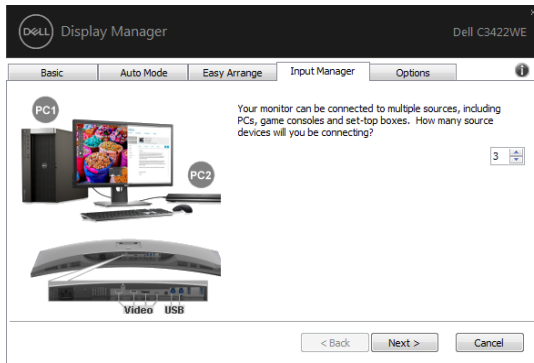 DELL Display Manager
Dell C3422WE
Basic
Auto Mode
Easy Arrange
Input Manager
Options
PC1
PC2
Your monitor can be connected to multiple sources, including
PCs, game consoles and set-top boxes. How many source
devices will you be connecting?
3
Video USB
< Back
Next >
Cancel